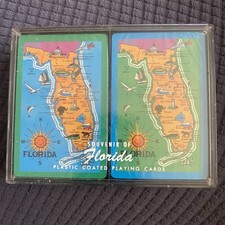 FLORIDA
S
FLORIDA
SOUVENIR OF
Florida
PLASTIC COATED PLAYING CARDS